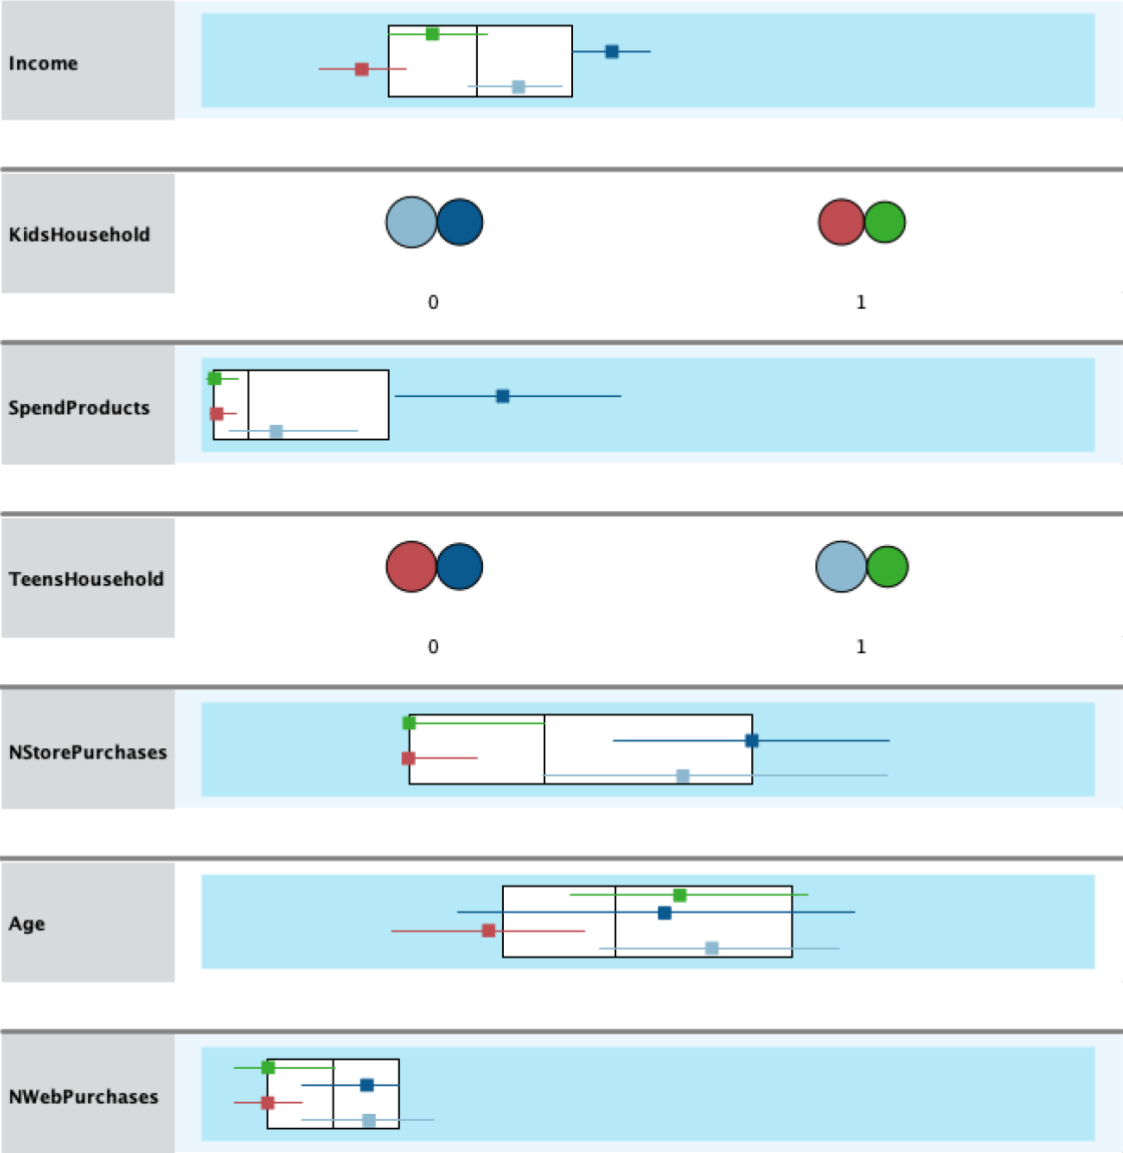 Income
KidsHousehold
0 1
SpendProducts
TeensHousehold
0 1
NStorePurchases
Age
NWebPurchases